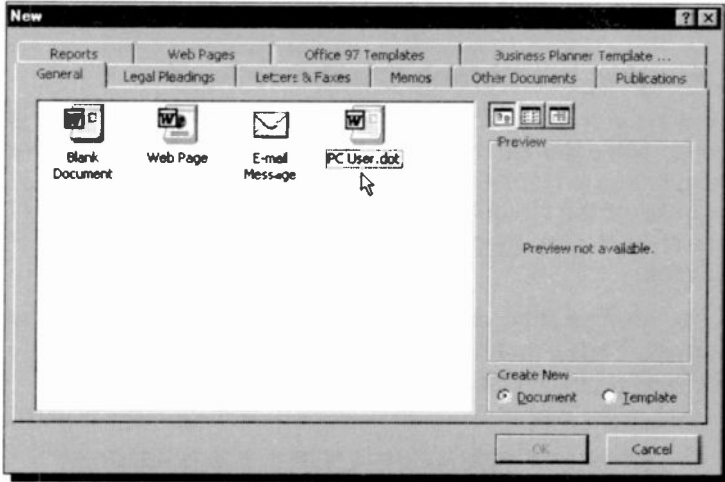 New
Reports Web Pages Office 97 Templates Business Planner Template ...
General Legal Pleadings Letters & Faxes Memos Other Documents Publications
Blank Document
Web Page
E-mail Message
PC User.dot
Preview
Preview not available.
Create New
Document Template
OK Cancel